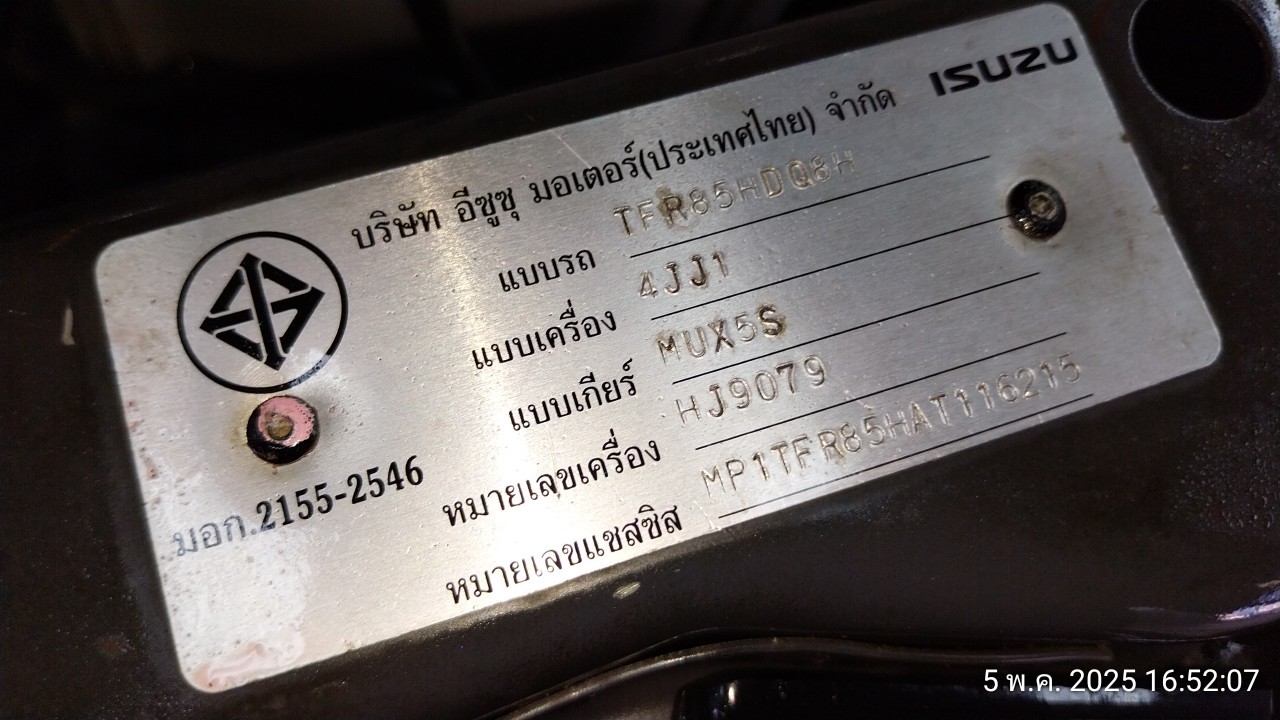 ISUZU
บริษัท อีซูซุ มอเตอร์(ประเทศไทย) จำกัด
แบบรถ TFR85HDQ8H
แบบเครื่อง 4JJ1
แบบเกียร์ MUX5S
หมายเลขเครื่อง HJ9079
หมายเลขแชสซิส MP1TFR85HAT116215
มอก.2155-2546
5 พ.ค. 2025 16:52:07